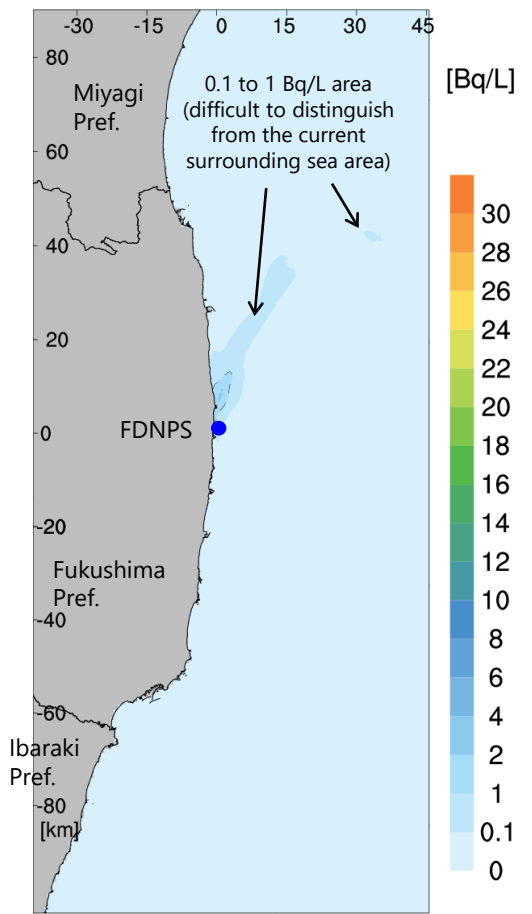 -30 -15 0 15 30 45
[Bq/L]
80
Miyagi
Pref.
0.1 to 1 Bq/L area
(difficult to distinguish
from the current
surrounding sea area)
60
40
20
FDNPS
0
-20
Fukushima
Pref.
-40
-60
Ibaraki
Pref.
-80
[km]
30
28
26
24
22
20
18
16
14
12
10
8
6
4
2
1
0.1
0